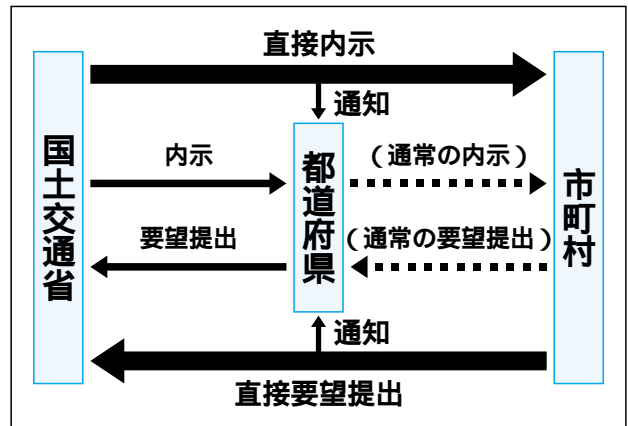 直接内示
通知
国土交通省
内示
都道府県
（通常の内示）
市町村
要望提出
（通常の要望提出）
通知
直接要望提出